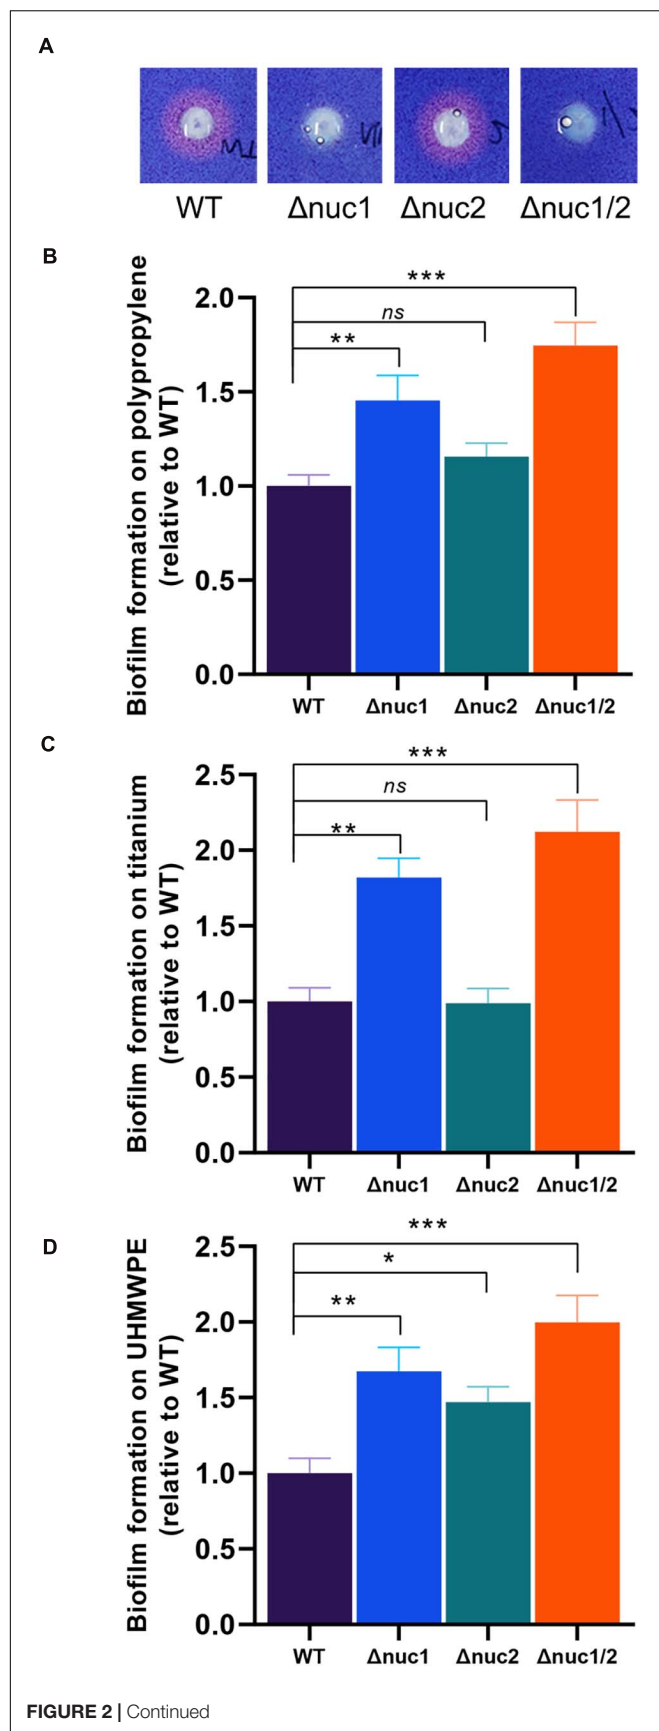 A
WT
WT Δnuc1 Δnuc2 Δnuc1/2
B
Biofilm formation on polypropylene
(relative to WT)
2.0
1.5
1.0
0.5
0.0
***
ns
**
WT Δnuc1 Δnuc2 Δnuc1/2
C
Biofilm formation on titanium
(relative to WT)
2.5
2.0
1.5
1.0
0.5
0.0
***
ns
**
WT Δnuc1 Δnuc2 Δnuc1/2
D
Biofilm formation on UHMWPE
(relative to WT)
2.5
2.0
1.5
1.0
0.5
0.0
***
*
**
WT Δnuc1 Δnuc2 Δnuc1/2
FIGURE 2 | Continued